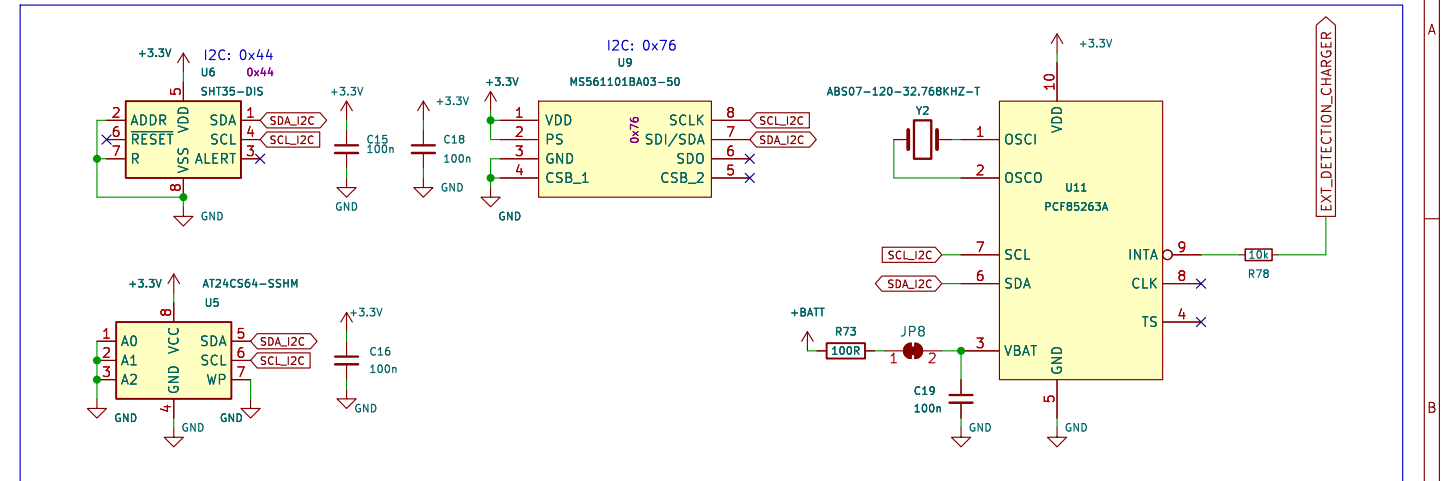 +3.3V
I2C: 0x44
U6
0x44
SHT35-DIS
5
VDD
2
ADDR
SDA
1
SDA_I2C
6
RESET
SCL
4
SCL_I2C
7
R
VSS
ALERT
3
8
GND
+3.3V
C15
100n
GND
+3.3V
C18
100n
GND
I2C: 0x76
U9
MS561101BA03-50
+3.3V
1
VDD
0x76
SCLK
8
SCL_I2C
2
PS
SDI/SDA
7
SDA_I2C
3
GND
SDO
6
4
CSB_1
CSB_2
5
GND
+3.3V
10
VDD
ABS07-120-32.768KHZ-T
Y2
1
OSCI
2
OSCO
U11
PCF85263A
SCL_I2C
7
SCL
SDA_I2C
6
SDA
INTA
9
10k
R78
EXT_DETECTION_CHARGER
CLK
8
TS
4
+BATT
R73
100R
JP8
1
2
3
VBAT
GND
5
C19
100n
GND
GND
+3.3V
AT24CS64-SSHM
U5
8
VCC
1
A0
SDA
5
SDA_I2C
2
A1
SCL
6
SCL_I2C
3
A2
GND
WP
7
4
GND
GND
GND
+3.3V
C16
100n
GND
A
B